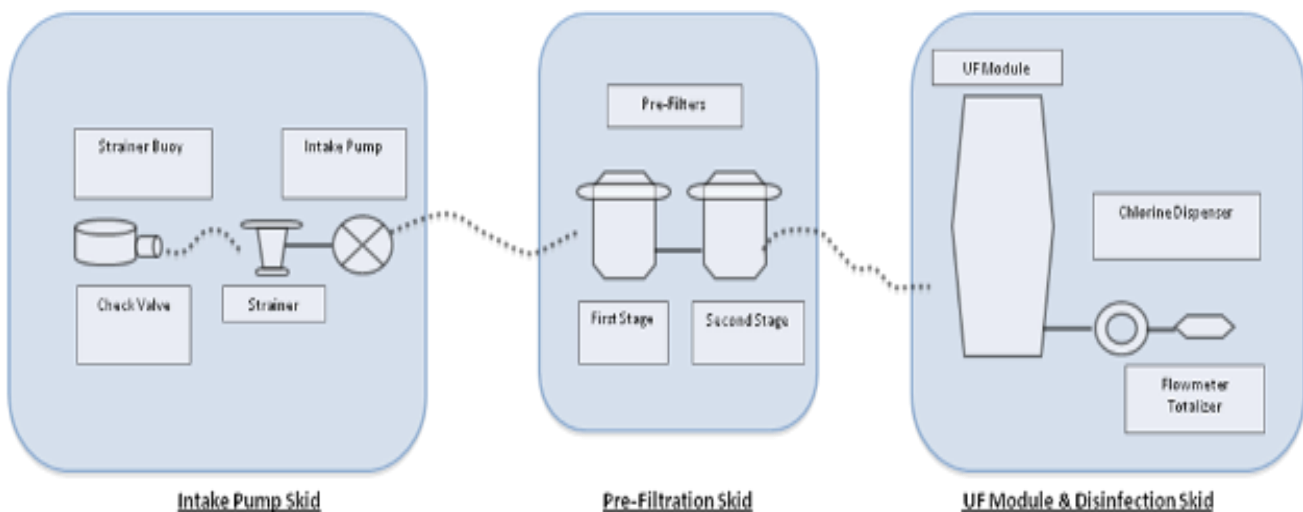 Strainer Buoy
Intake Pump
Check Valve
Strainer
Intake Pump Skid
Pre-Filters
First Stage
Second Stage
Pre-Filtration Skid
UF Module
Chlorine Dispenser
Flowmeter
Totalizer
UF Module & Disinfection Skid